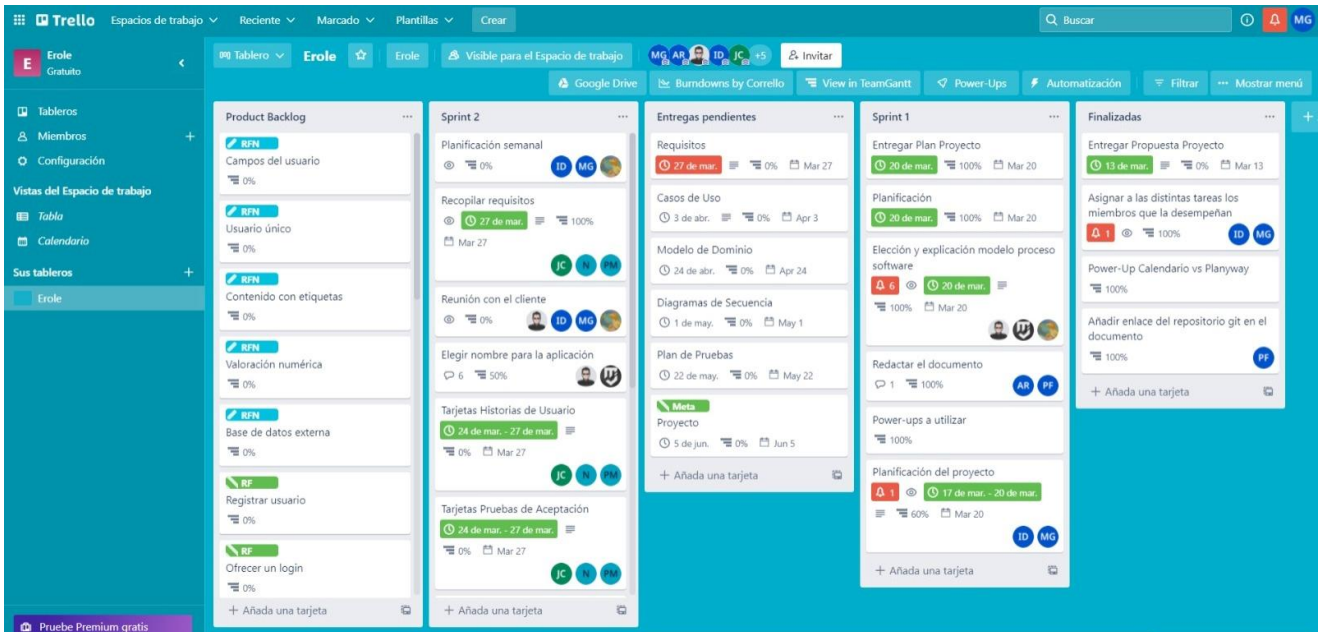 Trello
Espacios de trabajo
Reciente
Marcado
Plantillas
Crear
Buscar
MG
E
Erole
Gratuito
Tableros
Miembros
Configuración
Vistas del Espacio de trabajo
Tabla
Calendario
Sus tableros
Erole
Pruebe Premium gratis
Tablero
Erole
Erole
Visible para el Espacio de trabajo
MG AR ID JC +5
Invitar
Google Drive
Burndowns by Corrello
View in TeamGantt
Power-Ups
Automatización
Filtrar
Mostrar menú
Product Backlog
RFN
Campos del usuario
0%
RFN
Usuario único
0%
RFN
Contenido con etiquetas
0%
RFN
Valoración numérica
0%
RFN
Base de datos externa
0%
RF
Registrar usuario
0%
RF
Ofrecer un login
0%
+ Añada una tarjeta
Sprint 2
Planificación semanal
0%
ID MG
Recopilar requisitos
27 de mar. 100%
Mar 27
JC N PM
Reunión con el cliente
0%
ID MG
Elegir nombre para la aplicación
6 50%
Tarjetas Historias de Usuario
24 de mar. - 27 de mar.
0% Mar 27
JC N PM
Tarjetas Pruebas de Aceptación
24 de mar. - 27 de mar.
0% Mar 27
JC N PM
+ Añada una tarjeta
Entregas pendientes
Requisitos
27 de mar. 0% Mar 27
Casos de Uso
3 de abr. 0% Apr 3
Modelo de Dominio
24 de abr. 0% Apr 24
Diagramas de Secuencia
1 de may. 0% May 1
Plan de Pruebas
22 de may. 0% May 22
Meta
Proyecto
5 de jun. 0% Jun 5
+ Añada una tarjeta
Sprint 1
Entregar Plan Proyecto
20 de mar. 100% Mar 20
Planificación
20 de mar. 100% Mar 20
Elección y explicación modelo proceso
software
6 20 de mar.
100% Mar 20
Redactar el documento
1 100%
AR PF
Power-ups a utilizar
100%
Planificación del proyecto
1 17 de mar. - 20 de mar.
60% Mar 20
ID MG
+ Añada una tarjeta
Finalizadas
Entregar Propuesta Proyecto
13 de mar. 0% Mar 13
Asignar a las distintas tareas los
miembros que la desempeñan
1 100%
ID MG
Power-Up Calendario vs Planyway
100%
Añadir enlace del repositorio git en el
documento
100%
PF
+ Añada una tarjeta